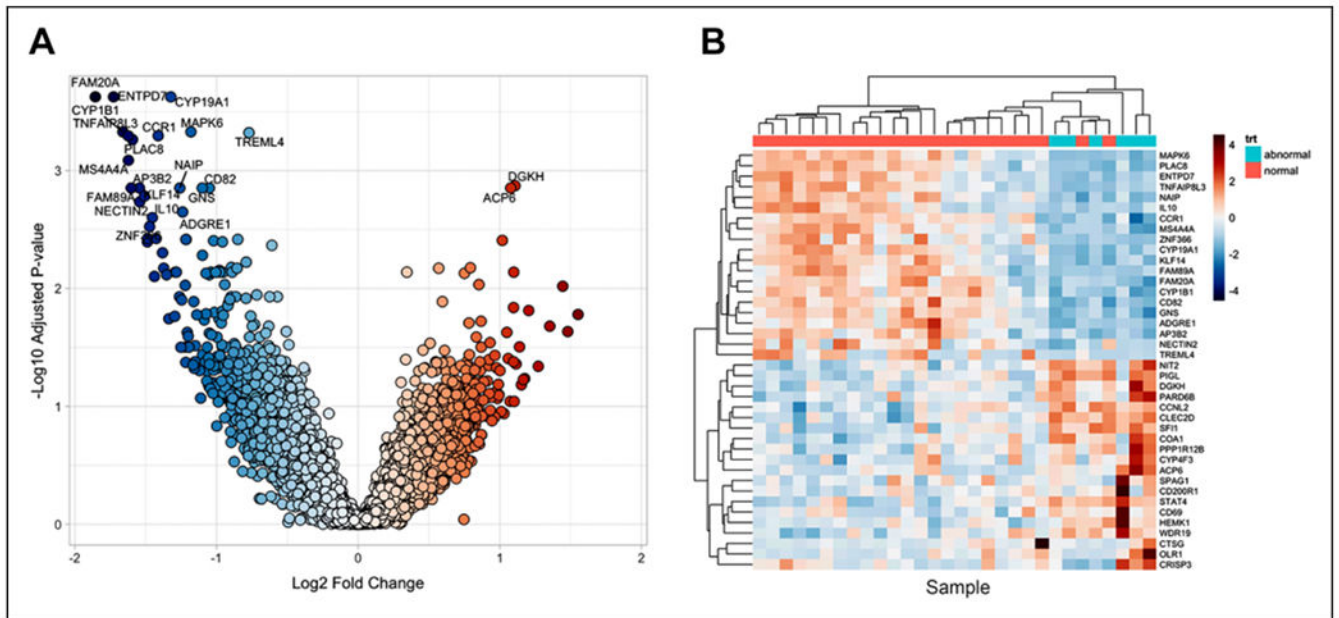 A
FAM20A
ENTPD7
CYP19A1
CYP1B1
TNFAIP8L3
CCR1
MAPK6
TREML4
PLAC8
MS4A4A
NAIP
AP3B2
CD82
FAM89A
KLF14
GNS
NECTIN2
IL10
ADGRE1
ZNF366
DGKH
ACP6
3
2
1
0
-2
-1
0
1
2
-Log10 Adjusted P-value
Log2 Fold Change
B
MAPK6
PLAC8
ENTPD7
TNFAIP8L3
NAIP
IL10
CCR1
MS4A4A
ZNF366
CYP19A1
KLF14
FAM89A
FAM20A
CYP1B1
CD82
GNS
ADGRE1
AP3B2
NECTIN2
TREML4
NIT2
PIGL
DGKH
PARD6B
CCNL2
CLEC2D
SFI1
COA1
PPP1R12B
CYP4F3
ACP6
SPAG1
CD200R1
STAT4
CD69
HEMK1
WDR19
CTSG
OLR1
CRISP3
Sample
4
2
0
-2
-4
trt
abnormal
normal